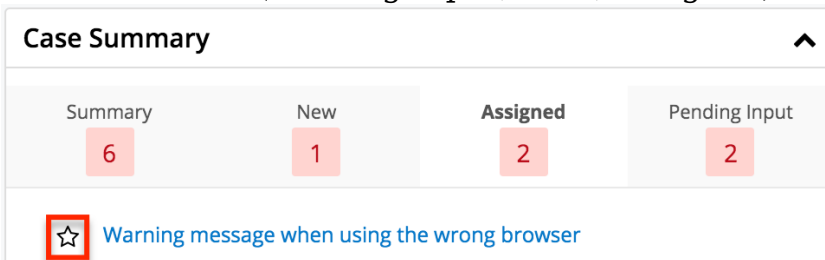 Case Summary
Summary New Assigned Pending Input
6 1 2 2
Warning message when using the wrong browser